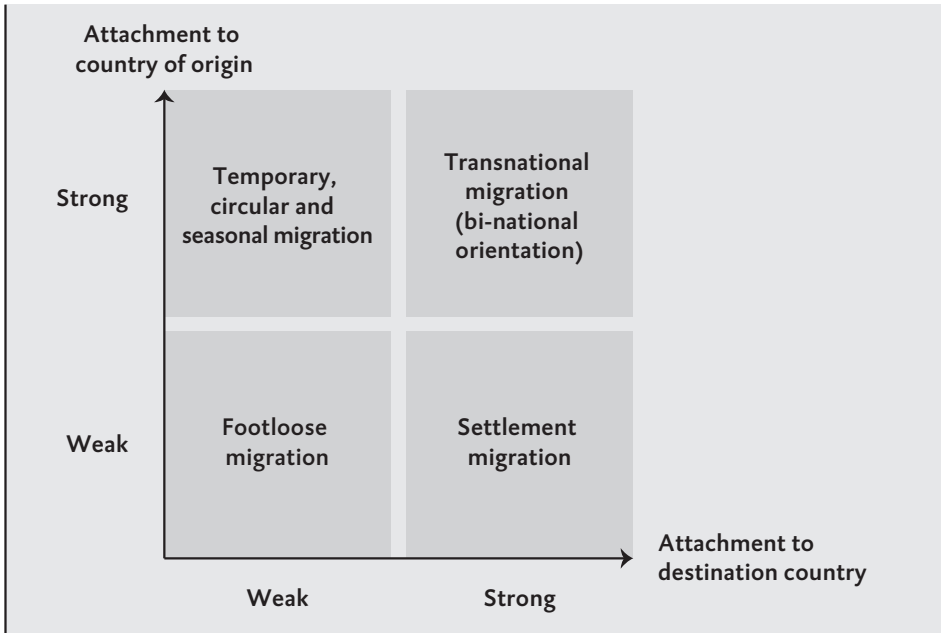 Attachment to
country of origin
Strong
Temporary,
circular and
seasonal migration
Transnational
migration
(bi-national
orientation)
Weak
Footloose
migration
Settlement
migration
Attachment to
destination country
Weak
Strong